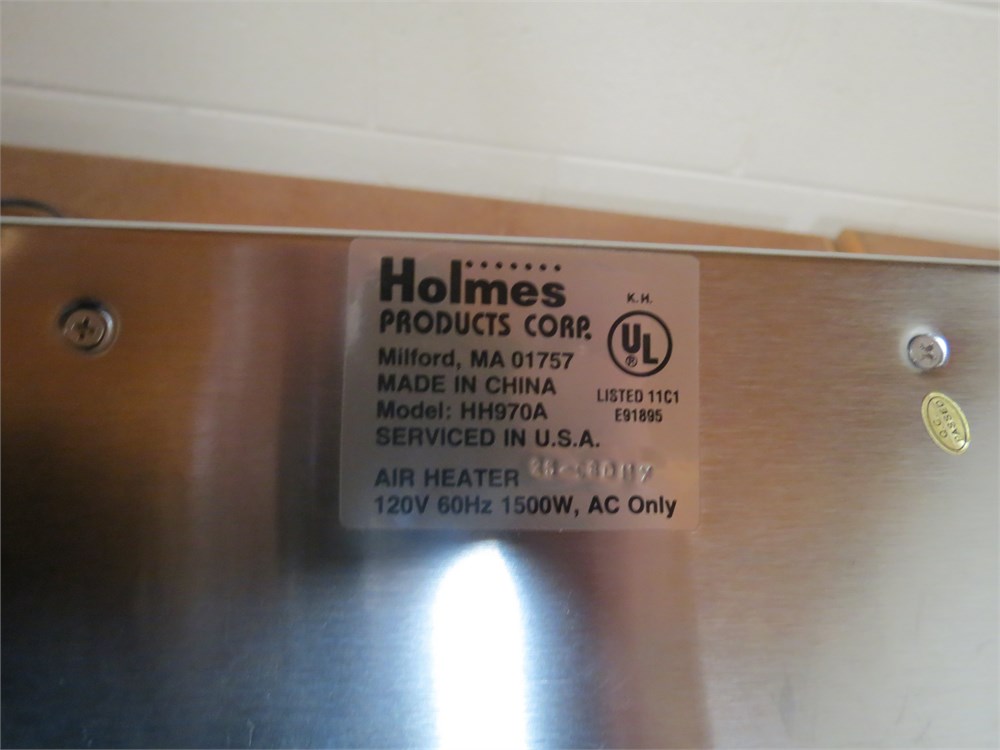 Holmes
PRODUCTS CORP.
Milford, MA 01757
MADE IN CHINA
Model: HH970A
SERVICED IN U.S.A.
AIR HEATER
120V 60Hz 1500W, AC Only
K.H.
UL
®
LISTED 11C1
E91895
Q.C.
PASSED